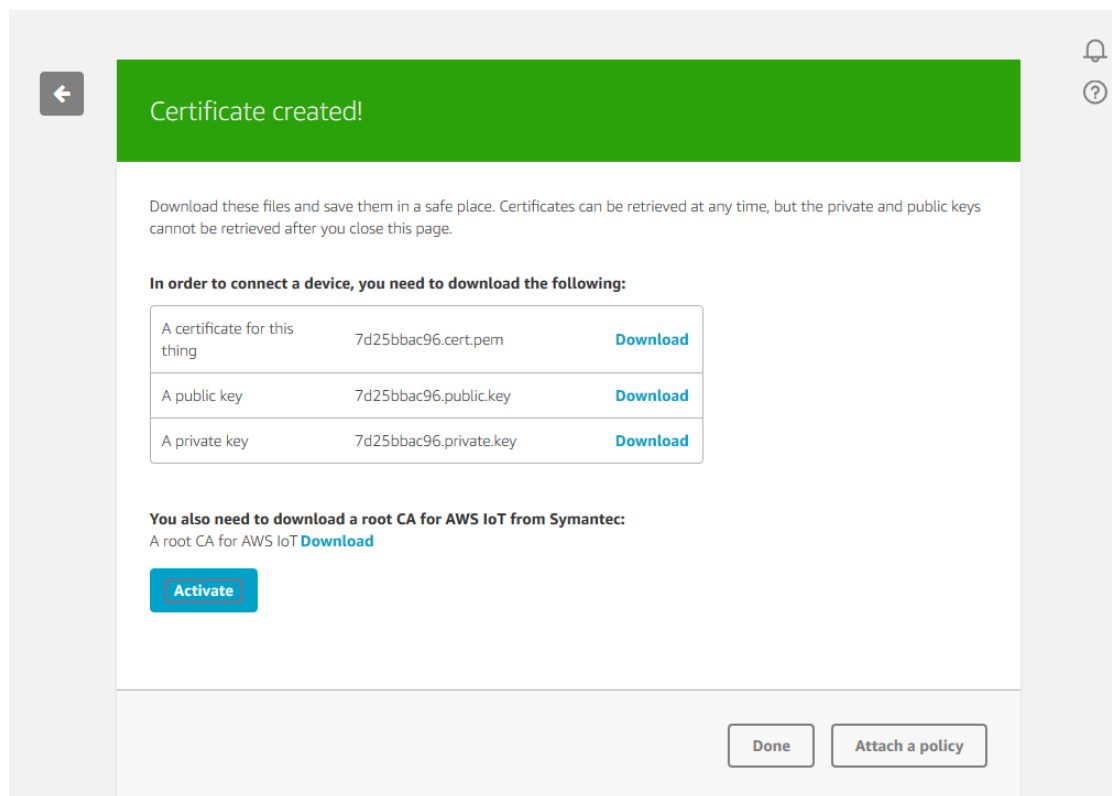 Certificate created!
Download these files and save them in a safe place. Certificates can be retrieved at any time, but the private and public keys
cannot be retrieved after you close this page.
In order to connect a device, you need to download the following:
A certificate for this
thing
7d25bbac96.cert.pem
Download
A public key
7d25bbac96.public.key
Download
A private key
7d25bbac96.private.key
Download
You also need to download a root CA for AWS IoT from Symantec:
A root CA for AWS IoT Download
Activate
Done
Attach a policy